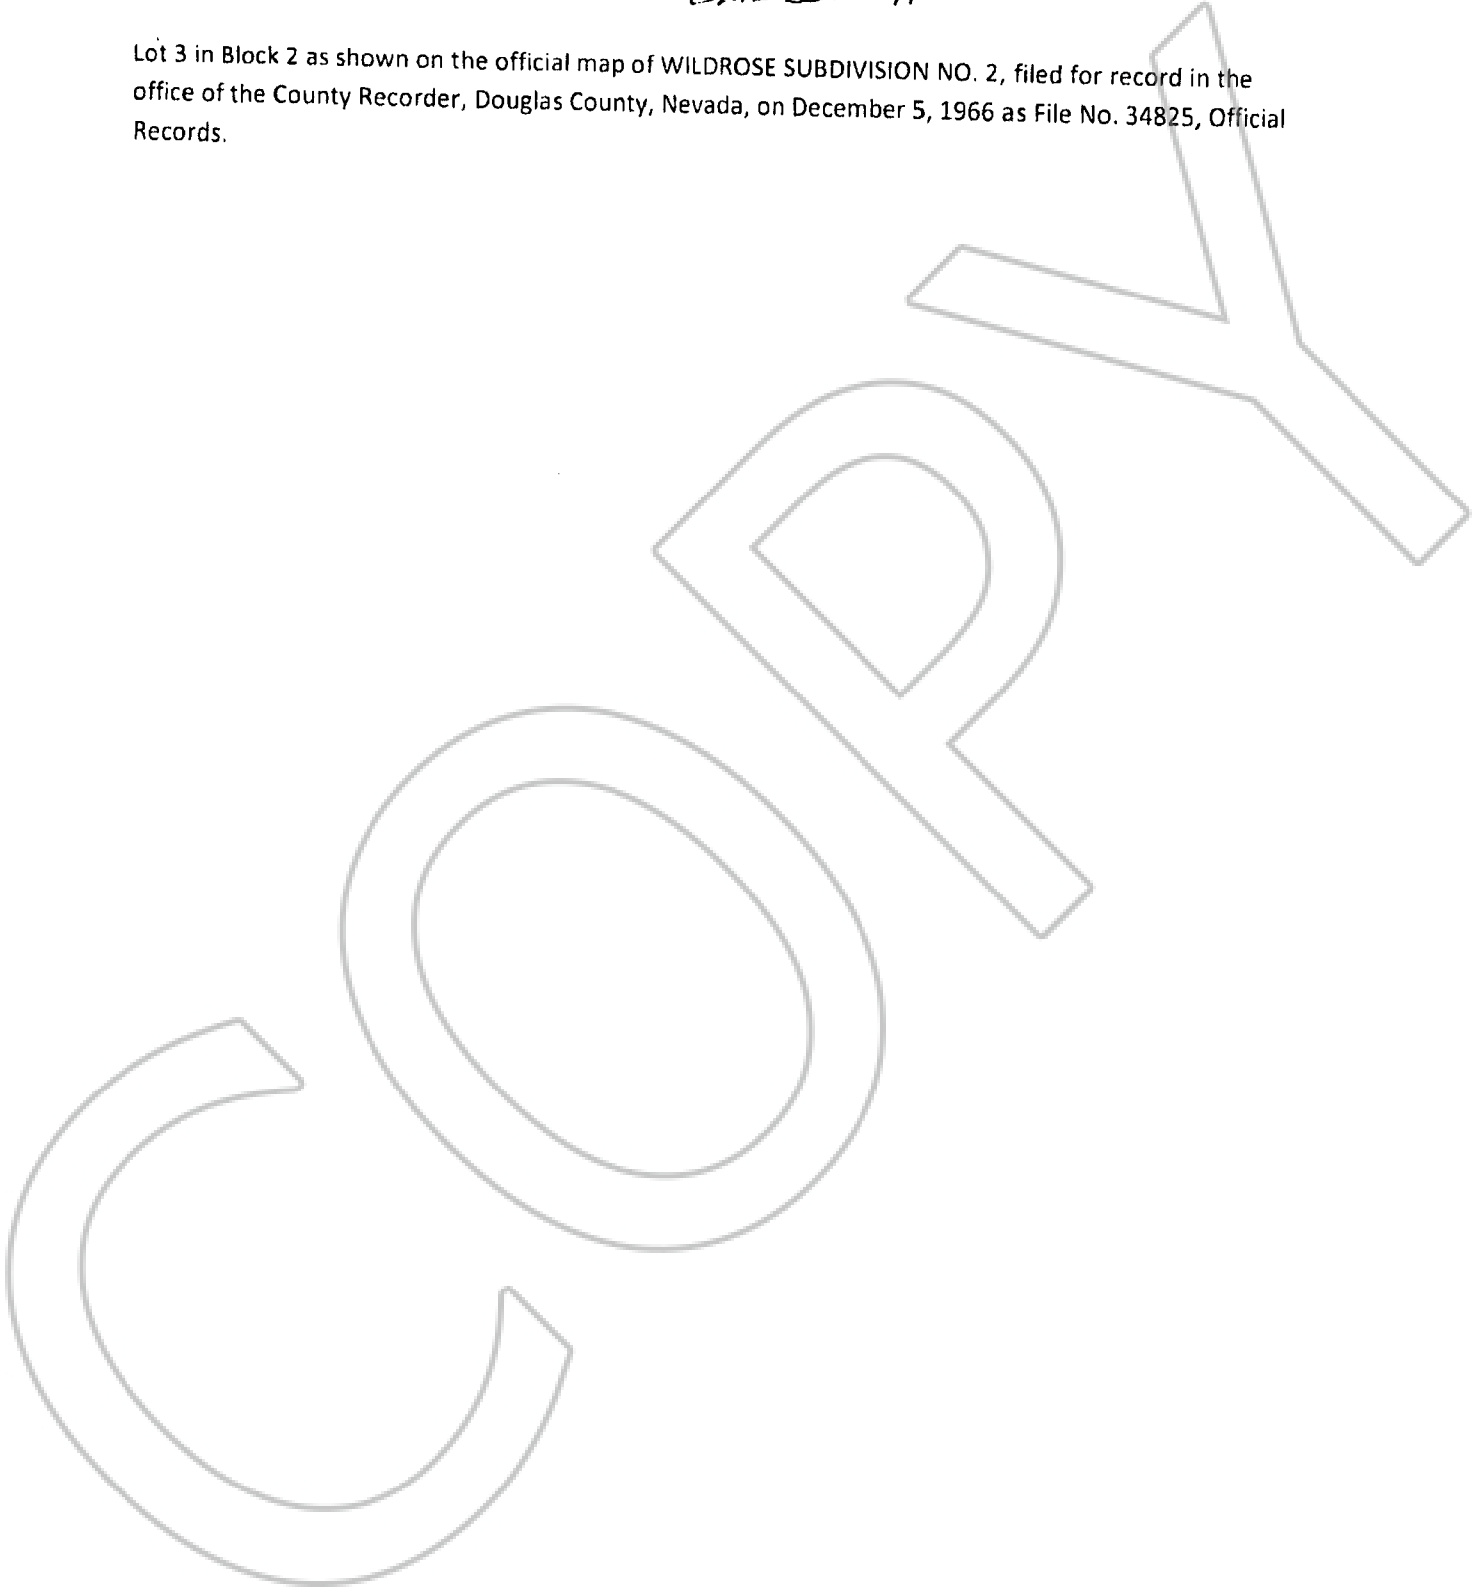 Lot 3 in Block 2 as shown on the official map of WILDROSE SUBDIVISION NO. 2, filed for record in the
office of the County Recorder, Douglas County, Nevada, on December 5, 1966 as File No. 34825, Official
Records.
COPY